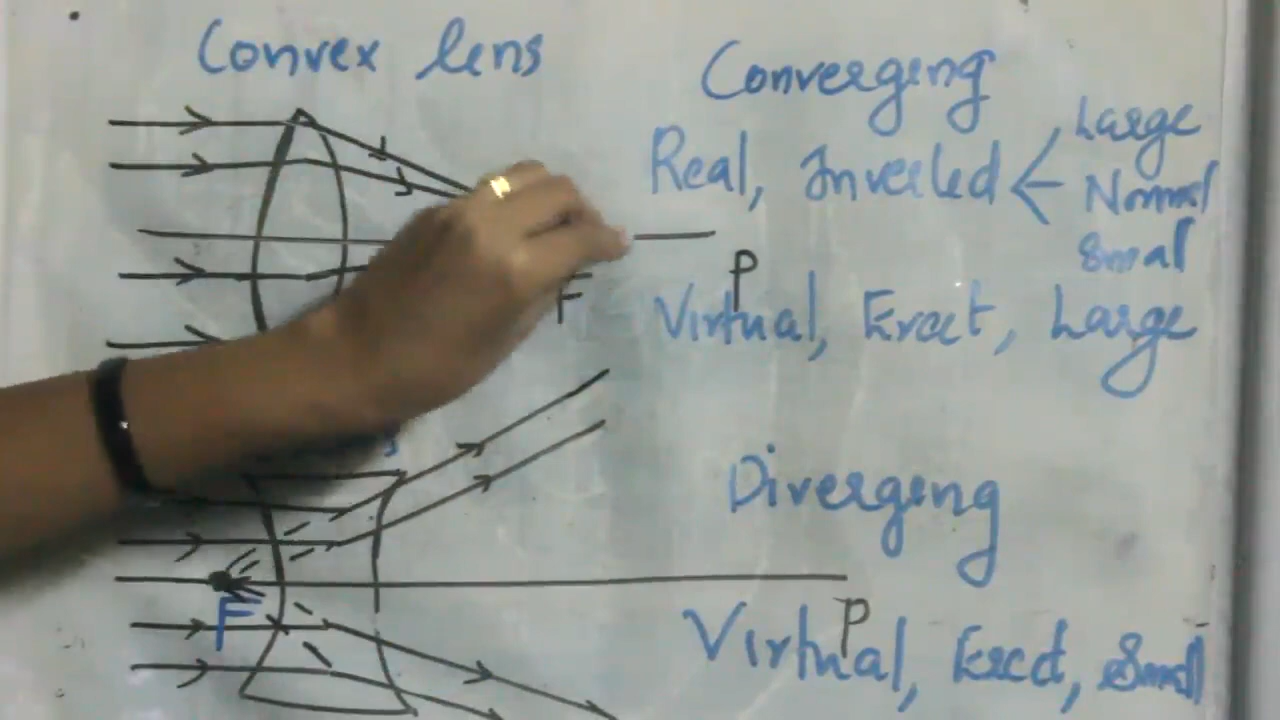 Convex lens
Converging
Real, Inverted
Large
Normal
Small
P
F
Virtual, Erect, Large
s
Diverging
F
P
Virtual, Erect, Small